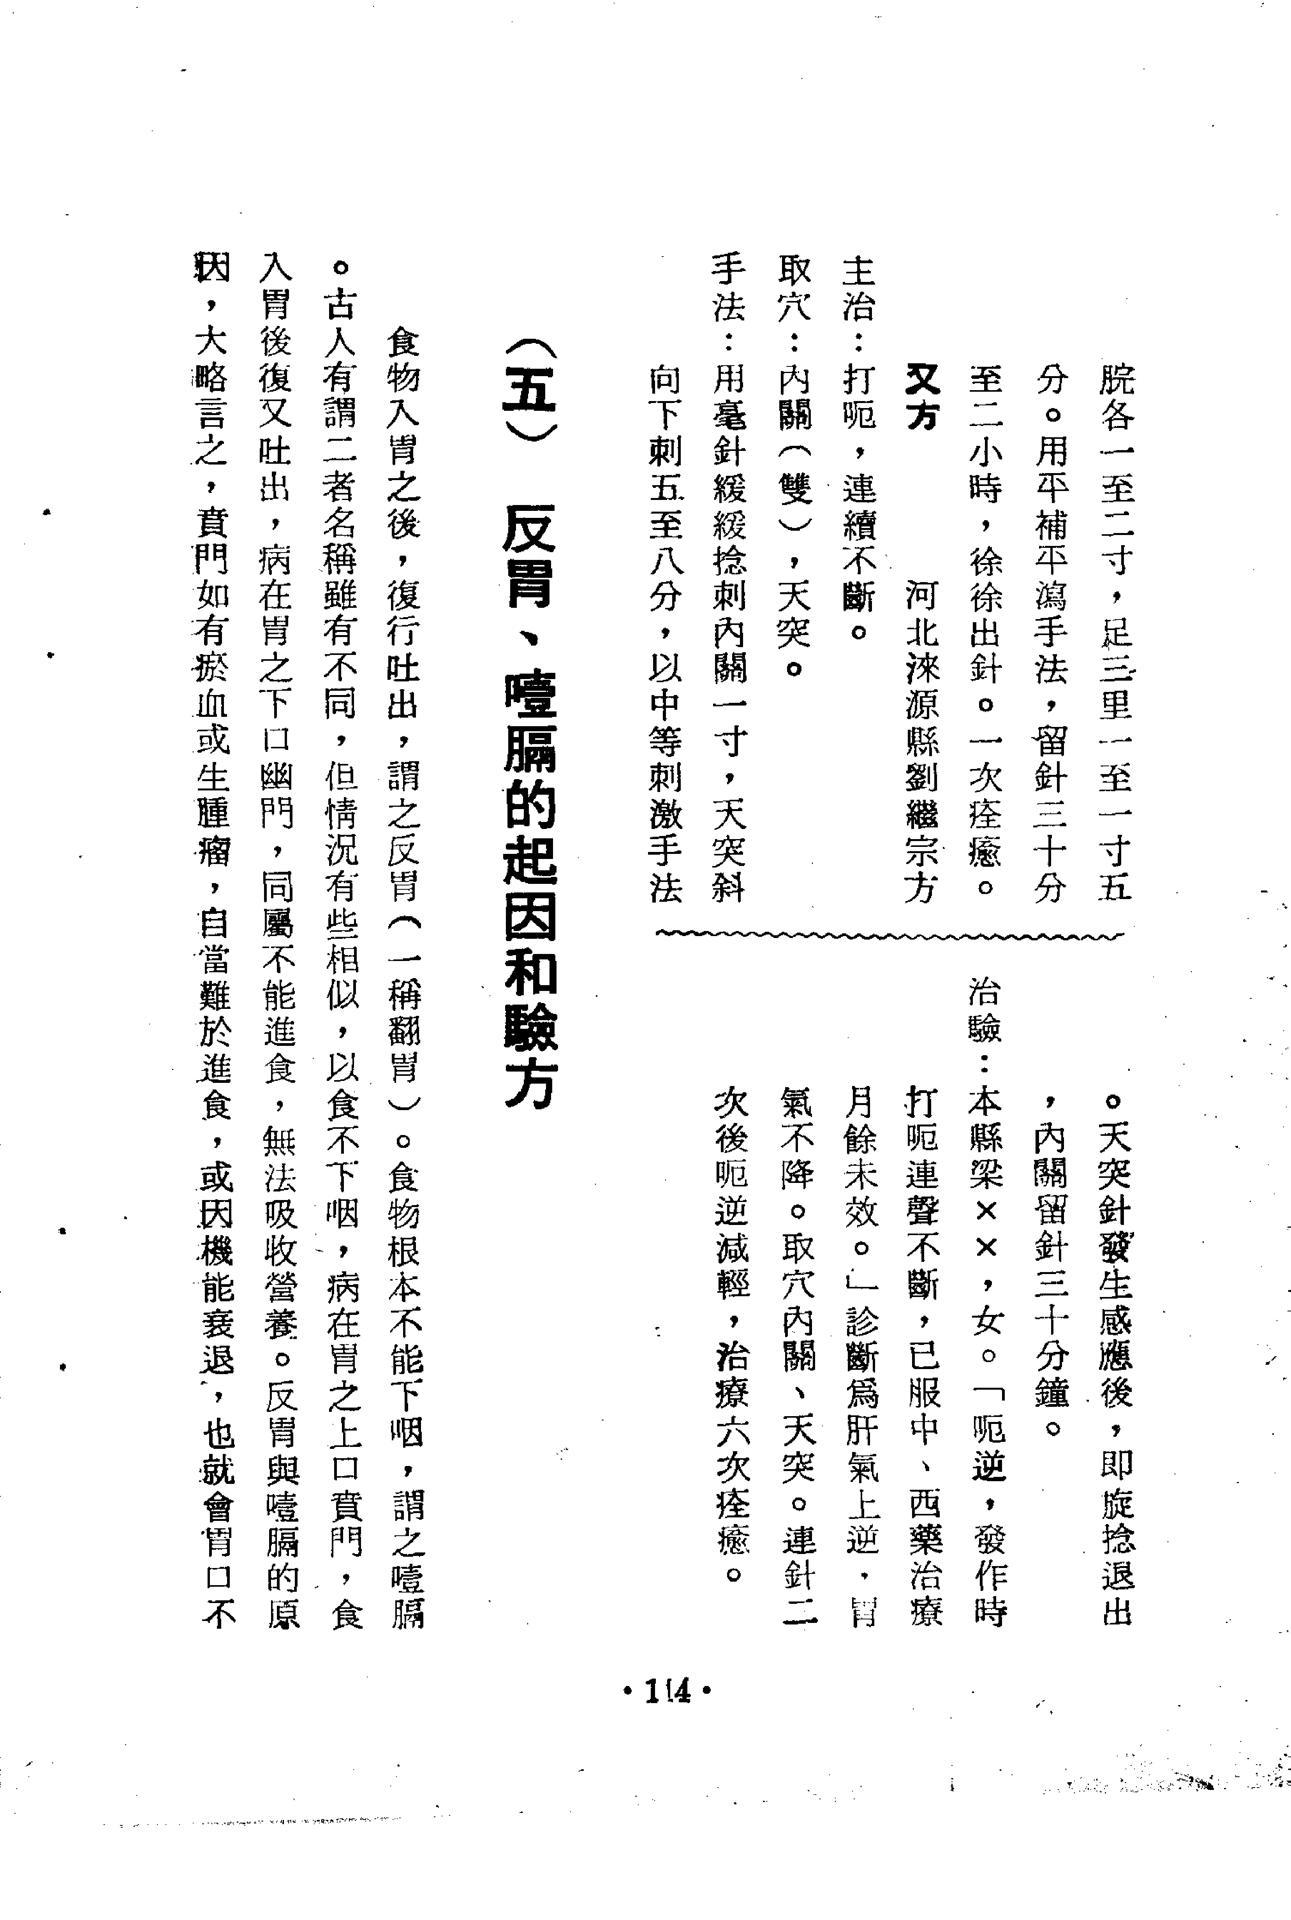 脘各一至二寸，足三里一至一寸五
分。用平補平瀉手法，留針三十分
至二小時，徐徐出針。一次痊癒。
又方　　　　河北淶源縣劉繼宗方
主治：打呃，連續不斷。
取穴：內關（雙），天突。
手法：用毫針緩緩捻刺內關一寸，天突斜
向下刺五至八分，以中等刺激手法
。天突針發生感應後，即旋捻退出
，內關留針三十分鐘。
治驗：本縣梁××，女。「呃逆，發作時
打呃連聲不斷，已服中、西藥治療
月餘未效。」診斷爲肝氣上逆，胃
氣不降。取穴內關、天突。連針二
次後呃逆減輕，治療六次痊癒。
（五）　反胃、噎膈的起因和驗方
食物入胃之後，復行吐出，謂之反胃（一稱翻胃）。食物根本不能下咽，謂之噎膈
。古人有謂二者名稱雖有不同，但情況有些相似，以食不下咽，病在胃之上口賁門，食
入胃後復又吐出，病在胃之下口幽門，同屬不能進食，無法吸收營養。反胃與噎膈的原
因，大略言之，賁門如有瘀血或生腫瘤，自當難於進食，或因機能衰退，也就會胃口不
·114·